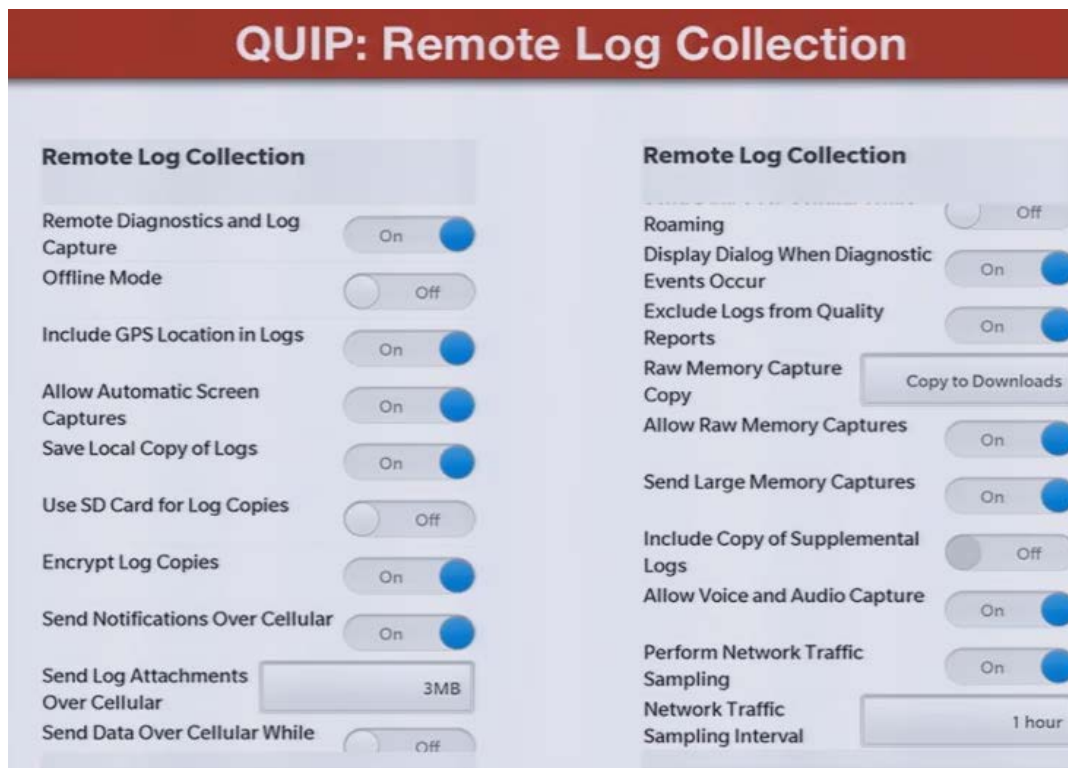 QUIP: Remote Log Collection
Remote Log Collection
Remote Diagnostics and Log
Capture
On
Offline Mode
Off
Include GPS Location in Logs
On
Allow Automatic Screen
Captures
On
Save Local Copy of Logs
On
Use SD Card for Log Copies
Off
Encrypt Log Copies
On
Send Notifications Over Cellular
On
Send Log Attachments
Over Cellular
3MB
Send Data Over Cellular While
Off
Remote Log Collection
Roaming
Off
Display Dialog When Diagnostic
Events Occur
On
Exclude Logs from Quality
Reports
On
Raw Memory Capture
Copy
Copy to Downloads
Allow Raw Memory Captures
On
Send Large Memory Captures
On
Include Copy of Supplemental
Logs
Off
Allow Voice and Audio Capture
On
Perform Network Traffic
Sampling
On
Network Traffic
Sampling Interval
1 hour